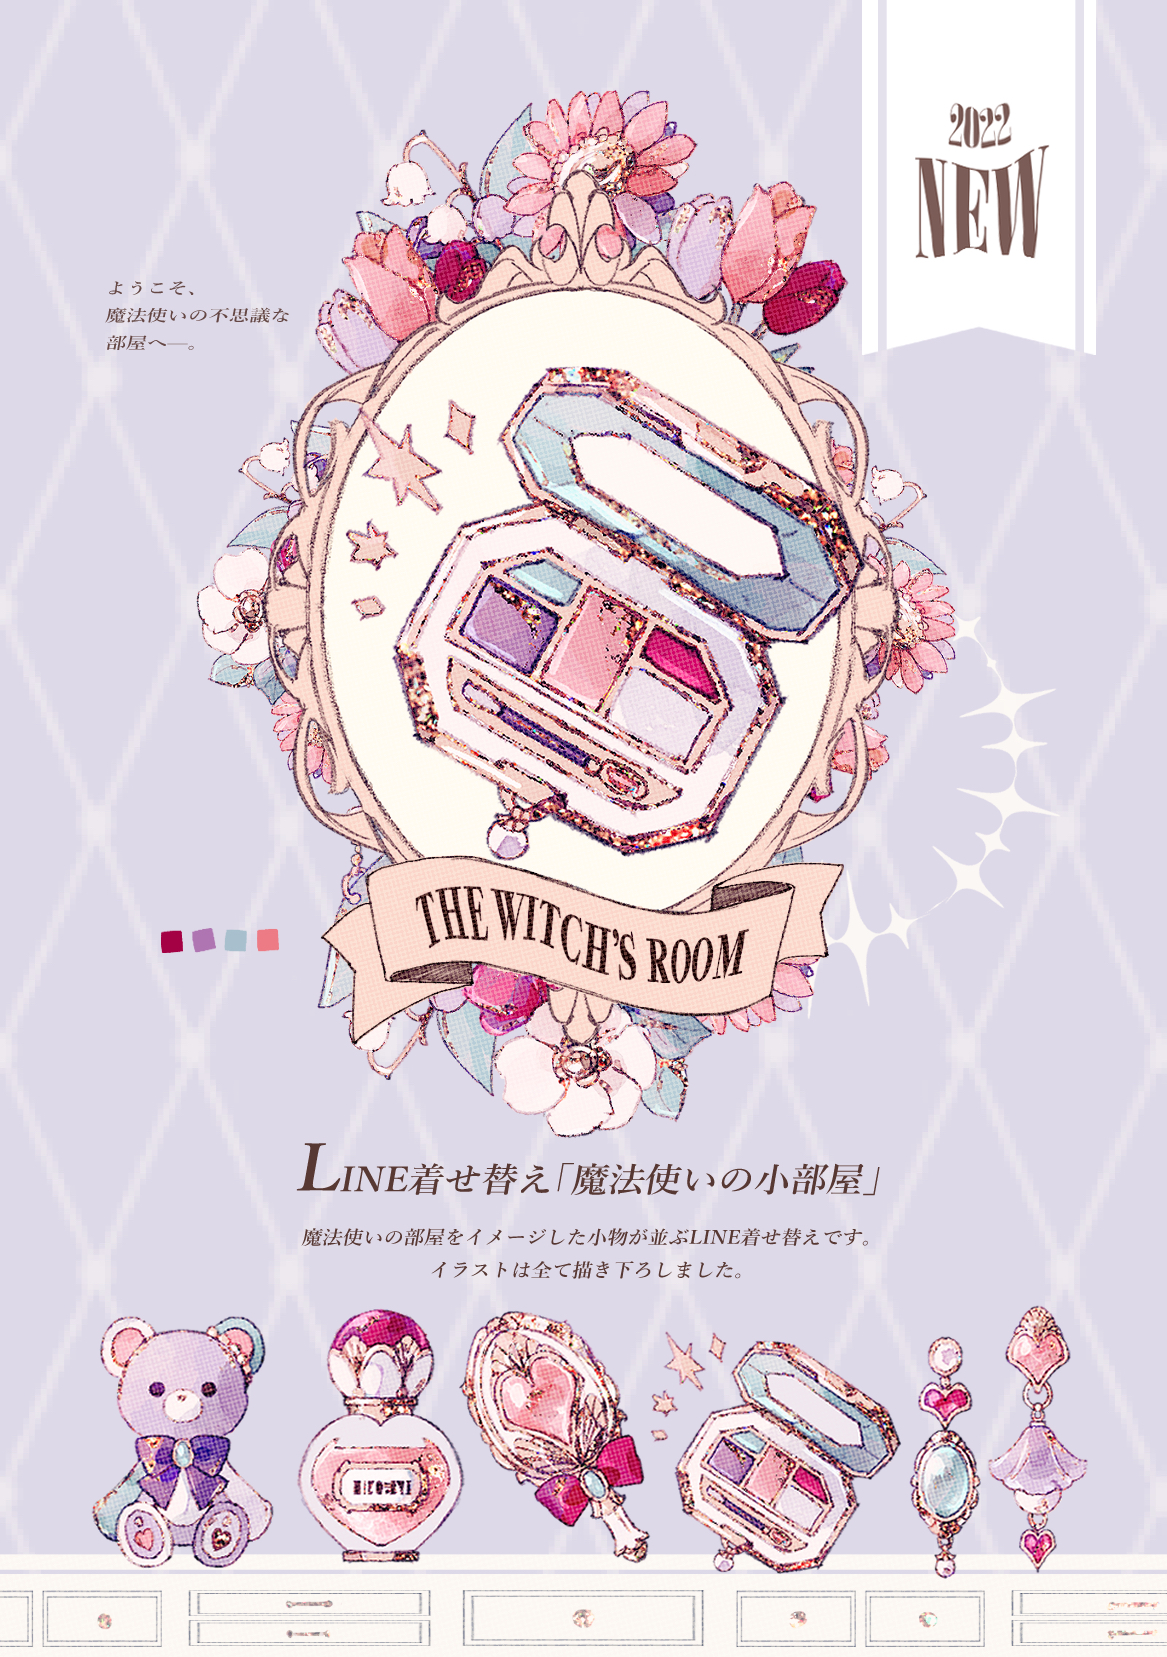 2022
NEW
ようこそ、
魔法使いの不思議な
部屋へ―。
THE WITCH'S ROOM
LINE着せ替え「魔法使いの小部屋」
魔法使いの部屋をイメージした小物が並ぶLINE着せ替えです。
イラストは全て描き下ろしました。